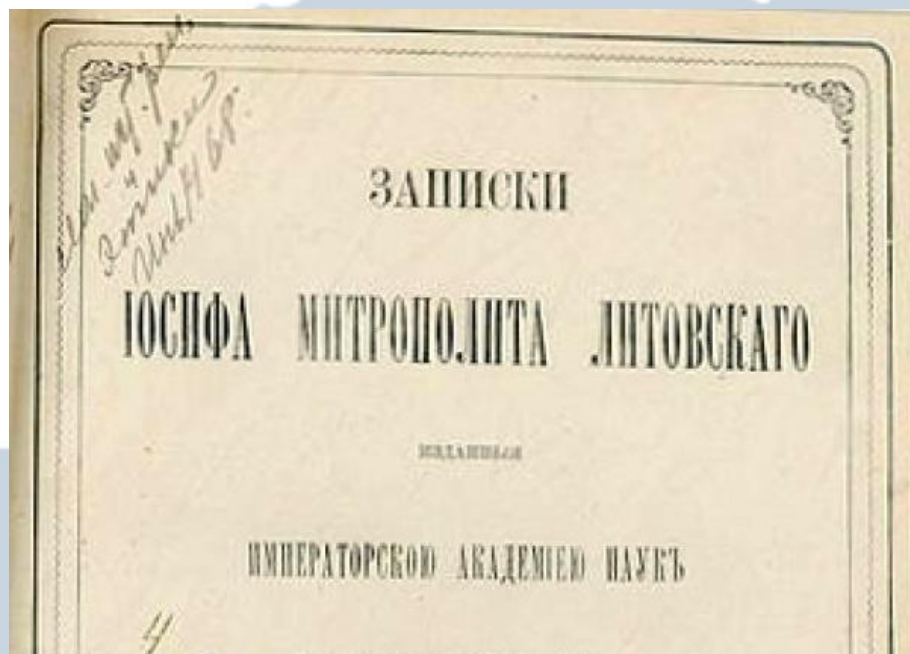 ЗАПИСКИ
ІОСИФА МИТРОПОЛИТА ЛИТОВСКАГО
ИЗДАННЫЯ
ИМПЕРАТОРСКОЮ АКАДЕМІЕЮ НАУКЪ